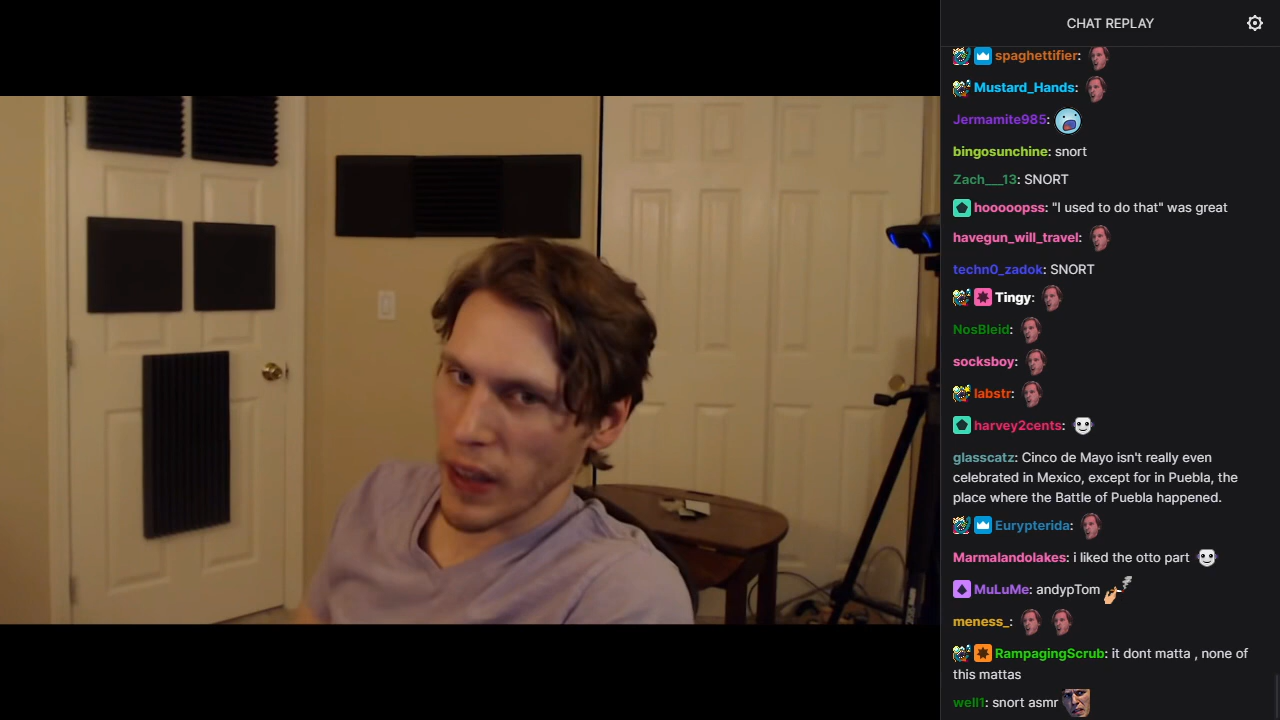 CHAT REPLAY
spaghettifier:
Mustard_Hands:
Jermamite985:
bingosunchine: snort
Zach___13: SNORT
hooooopss: "I used to do that" was great
havegun_will_travel:
techn0_zadok: SNORT
Tingy:
NosBleid:
socksboy:
labstr:
harvey2cents:
glasscatz: Cinco de Mayo isn't really even
celebrated in Mexico, except for in Puebla, the
place where the Battle of Puebla happened.
Eurypterida:
Marmalandolakes: i liked the otto part
MuLuMe: andypTom
meness_:
RampagingScrub: it dont matta , none of
this mattas
well1: snort asmr